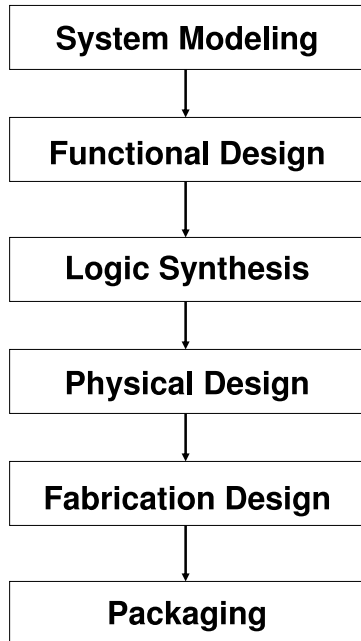 System Modeling
Functional Design
Logic Synthesis
Physical Design
Fabrication Design
Packaging